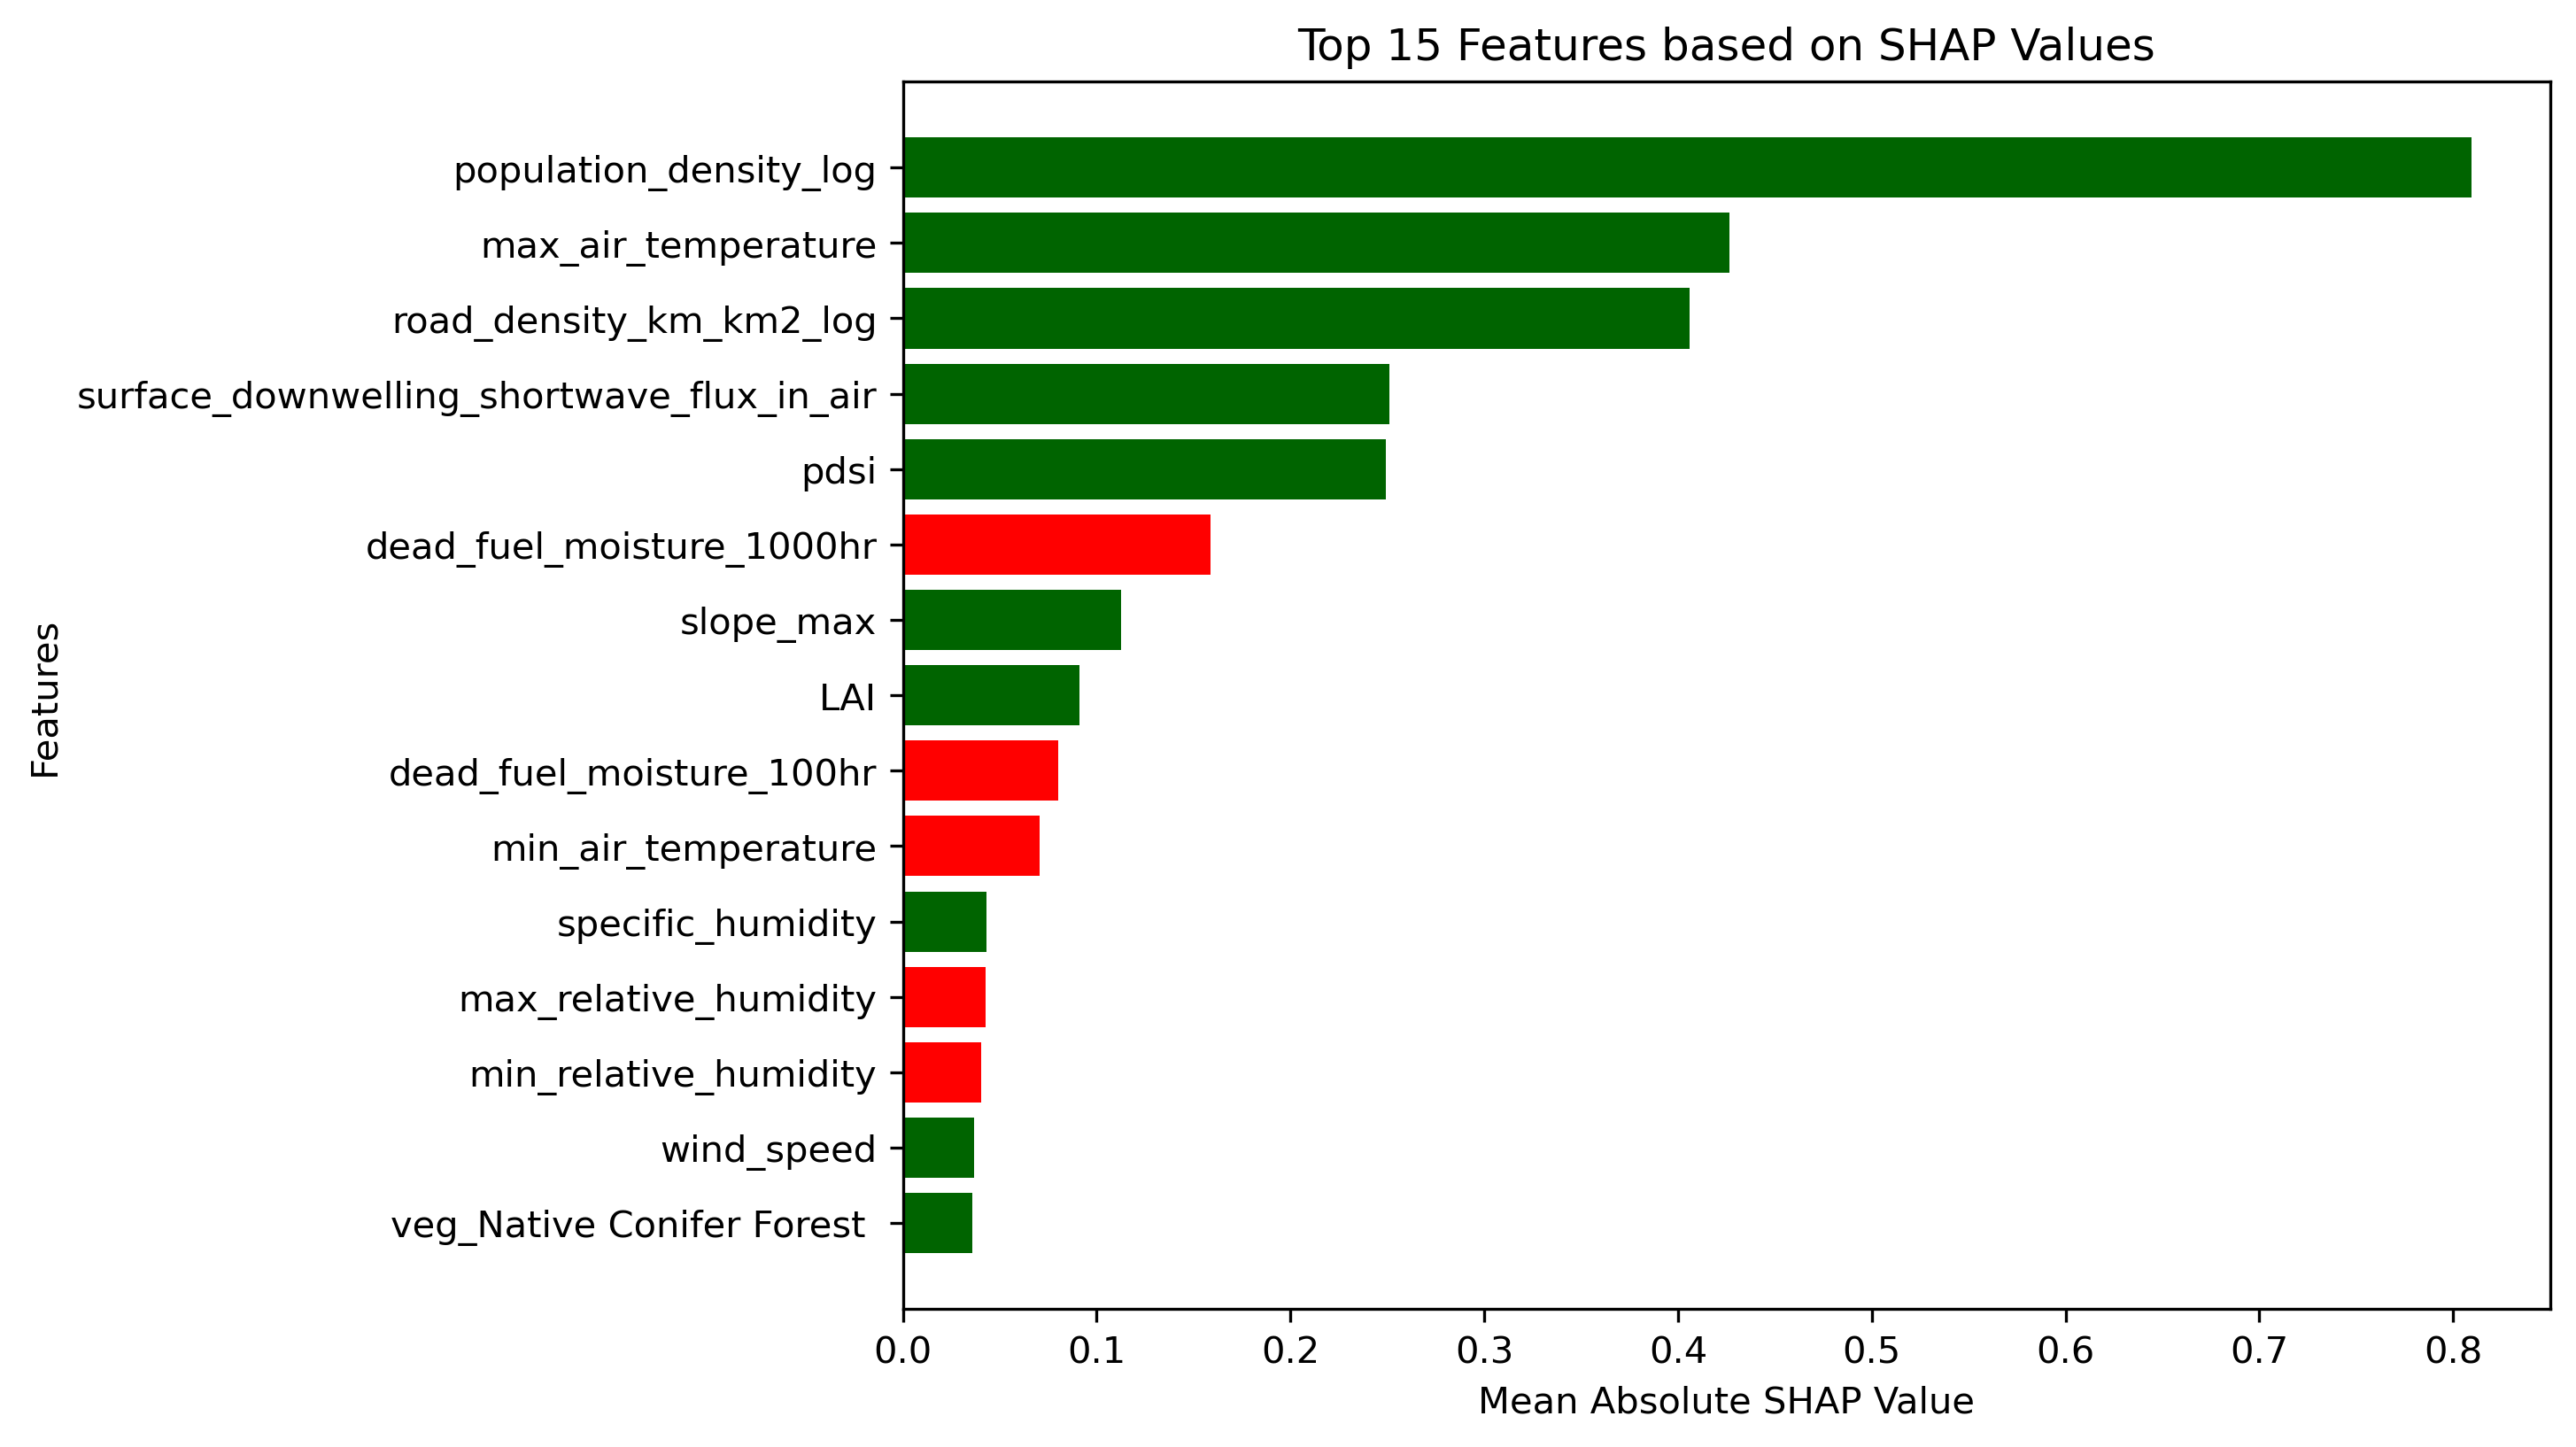 Top 15 Features based on SHAP Values
Features
population_density_log
max_air_temperature
road_density_km_km2_log
surface_downwelling_shortwave_flux_in_air
pdsi
dead_fuel_moisture_1000hr
slope_max
LAI
dead_fuel_moisture_100hr
min_air_temperature
specific_humidity
max_relative_humidity
min_relative_humidity
wind_speed
veg_Native Conifer Forest
0.0 0.1 0.2 0.3 0.4 0.5 0.6 0.7 0.8
Mean Absolute SHAP Value